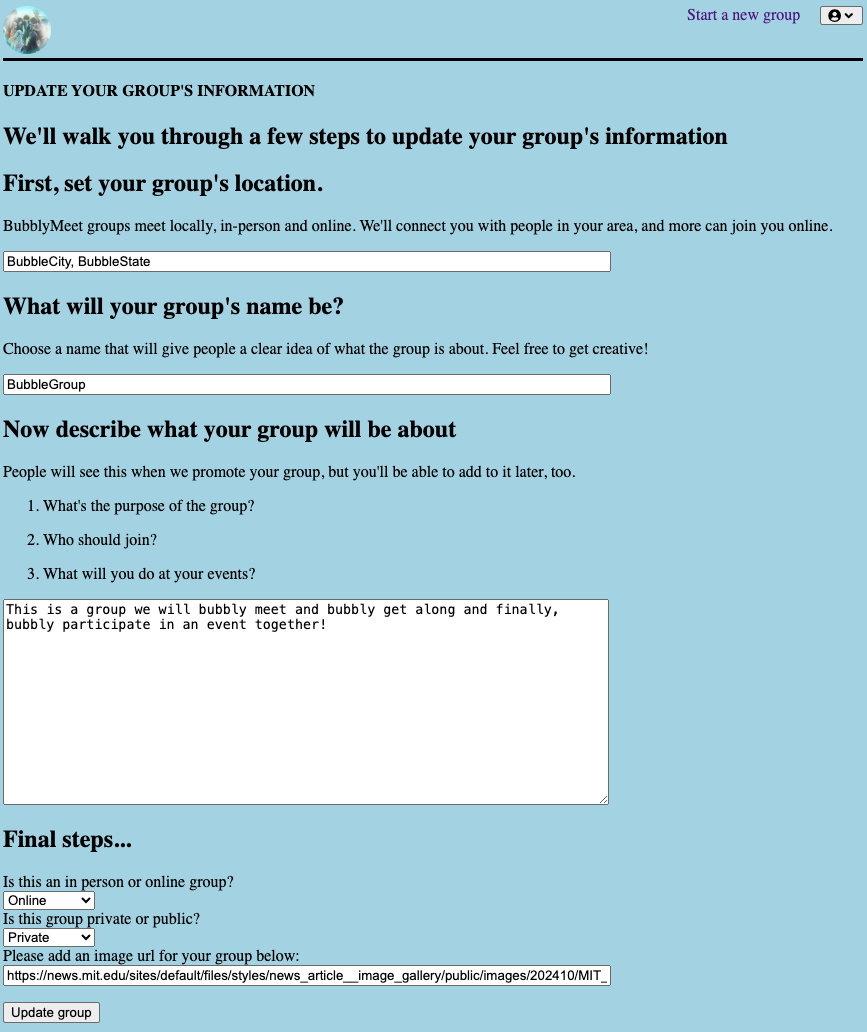 Start a new group
UPDATE YOUR GROUP'S INFORMATION
We'll walk you through a few steps to update your group's information
First, set your group's location.
BubblyMeet groups meet locally, in-person and online. We'll connect you with people in your area, and more can join you online.
BubbleCity, BubbleState
What will your group's name be?
Choose a name that will give people a clear idea of what the group is about. Feel free to get creative!
BubbleGroup
Now describe what your group will be about
People will see this when we promote your group, but you'll be able to add to it later, too.
1. What's the purpose of the group?
2. Who should join?
3. What will you do at your events?
This is a group we will bubbly meet and bubbly get along and finally,
bubbly participate in an event together!
Final steps...
Is this an in person or online group?
Online
Is this group private or public?
Private
Please add an image url for your group below:
https://news.mit.edu/sites/default/files/styles/news_article__image_gallery/public/images/202410/MIT_
Update group